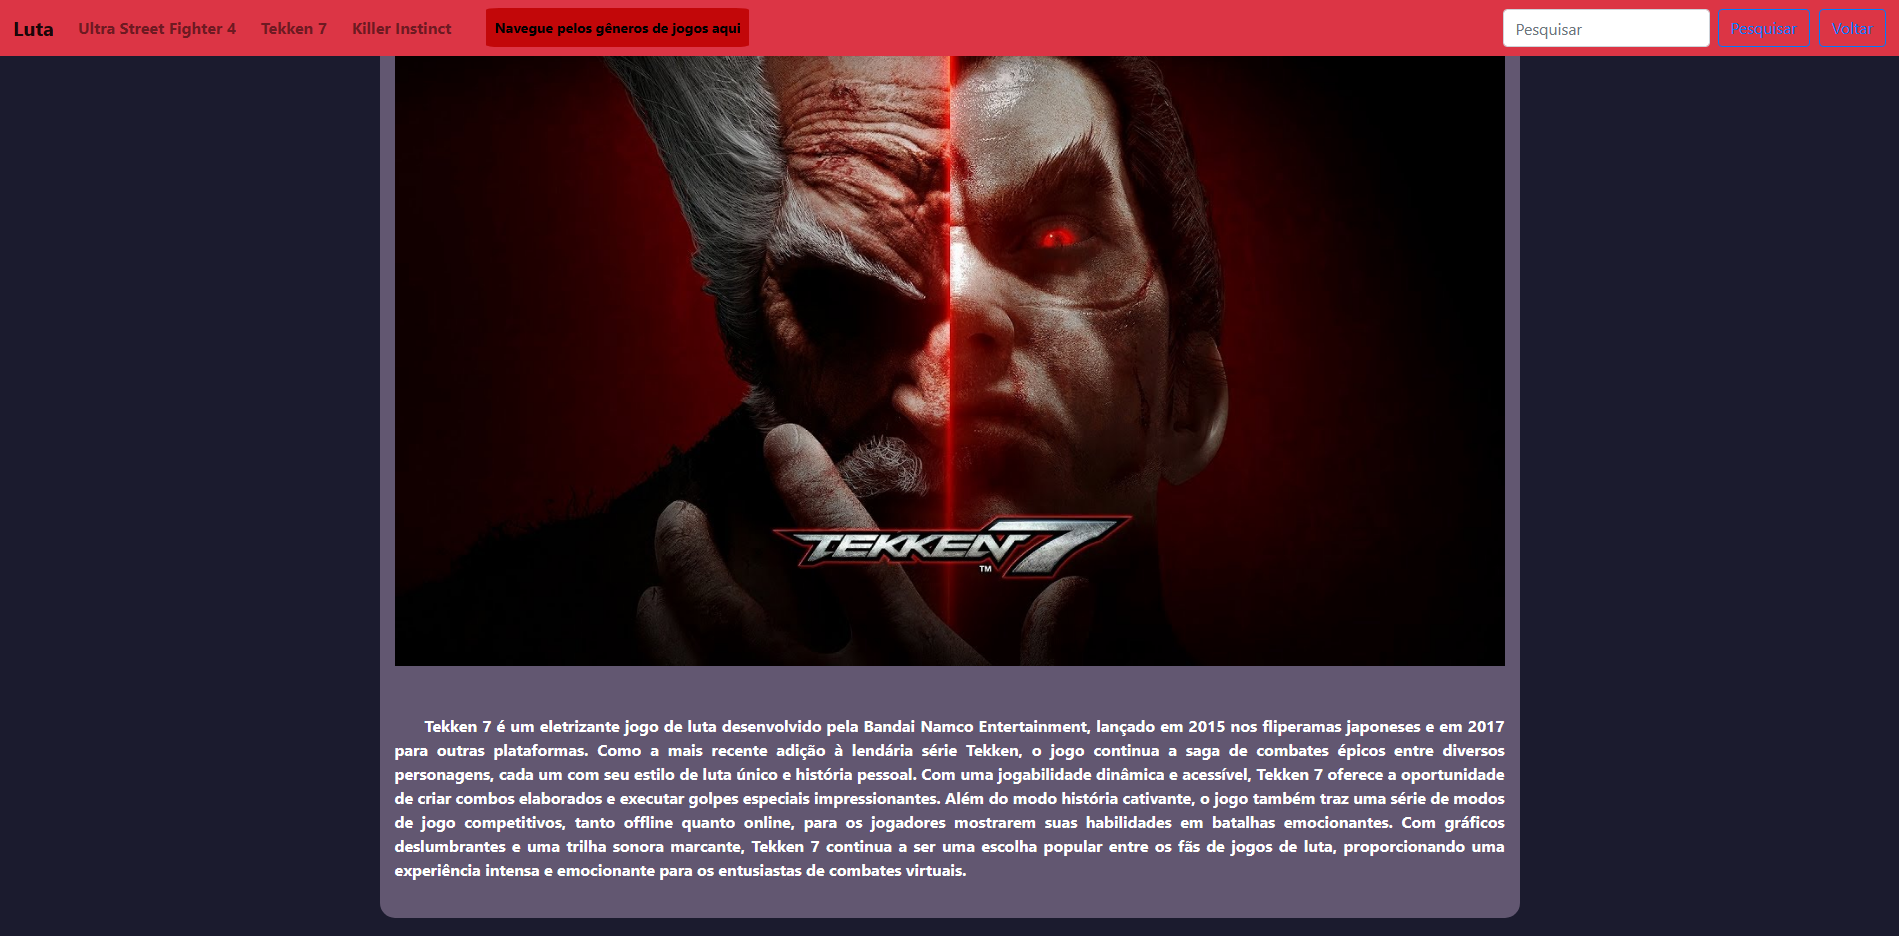 Luta Ultra Street Fighter 4 Tekken 7 Killer Instinct Navegue pelos gêneros de jogos aqui Pesquisar Pesquisar Voltar
TEKKEN 7
TM
Tekken 7 é um eletrizante jogo de luta desenvolvido pela Bandai Namco Entertainment, lançado em 2015 nos fliperamas japoneses e em 2017
para outras plataformas. Como a mais recente adição à lendária série Tekken, o jogo continua a saga de combates épicos entre diversos
personagens, cada um com seu estilo de luta único e história pessoal. Com uma jogabilidade dinâmica e acessível, Tekken 7 oferece a oportunidade
de criar combos elaborados e executar golpes especiais impressionantes. Além do modo história cativante, o jogo também traz uma série de modos
de jogo competitivos, tanto offline quanto online, para os jogadores mostrarem suas habilidades em batalhas emocionantes. Com gráficos
deslumbrantes e uma trilha sonora marcante, Tekken 7 continua a ser uma escolha popular entre os fãs de jogos de luta, proporcionando uma
experiência intensa e emocionante para os entusiastas de combates virtuais.